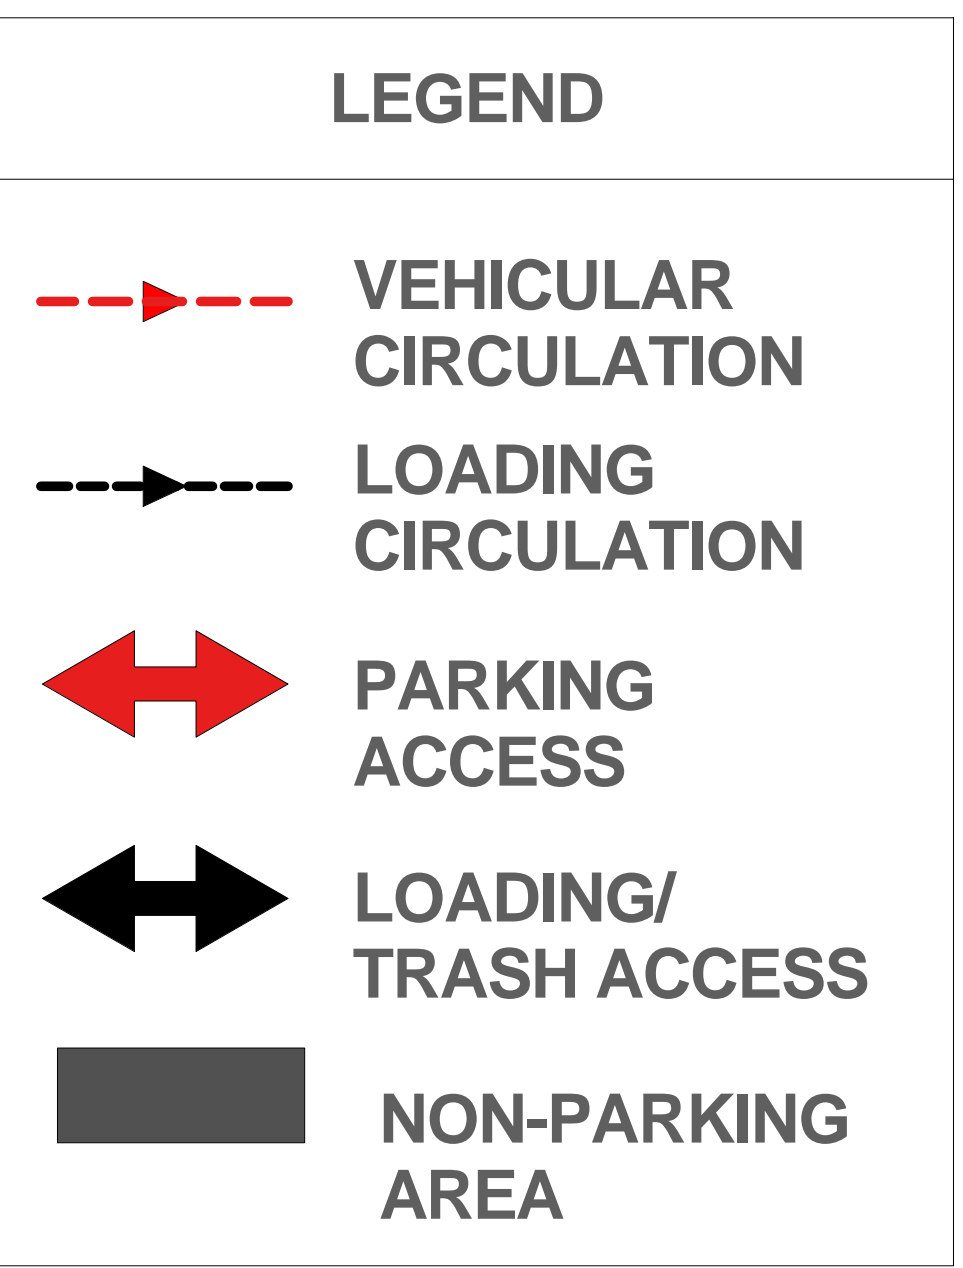 LEGEND
VEHICULAR
CIRCULATION
LOADING
CIRCULATION
PARKING
ACCESS
LOADING/
TRASH ACCESS
NON-PARKING
AREA